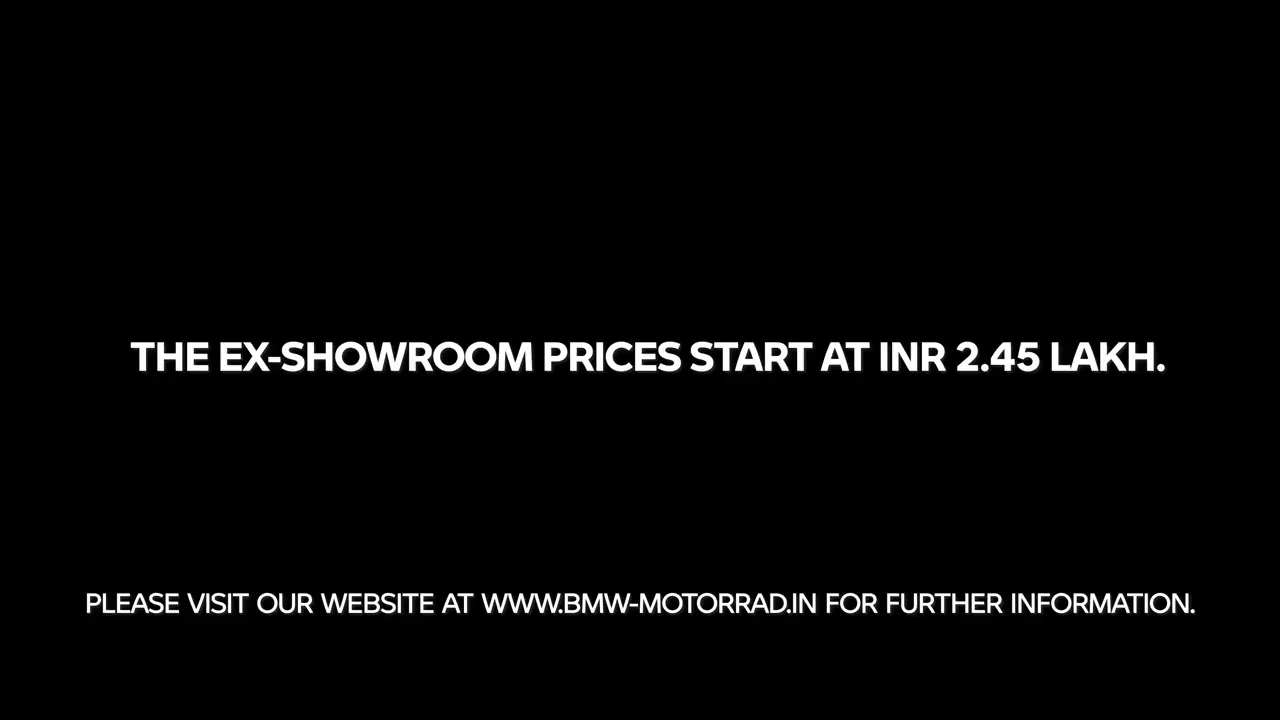 THE EX-SHOWROOM PRICES START AT INR 2.45 LAKH.
PLEASE VISIT OUR WEBSITE AT WWW.BMW-MOTORRAD.IN FOR FURTHER INFORMATION.